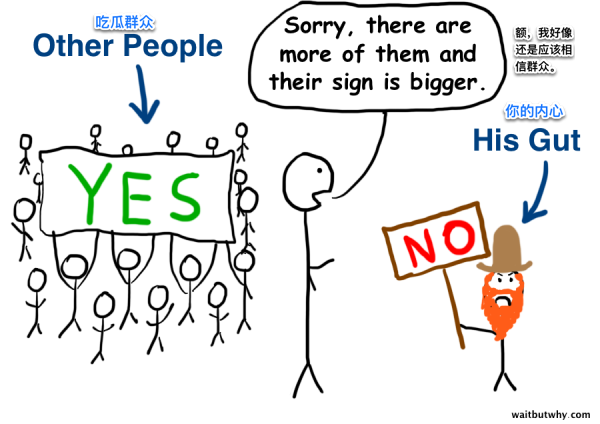 吃瓜群众
Other People
YES
Sorry, there are
more of them and
their sign is bigger.
额，我好像
还是应该相
信群众。
你的内心
His Gut
NO
waitbutwhy.com